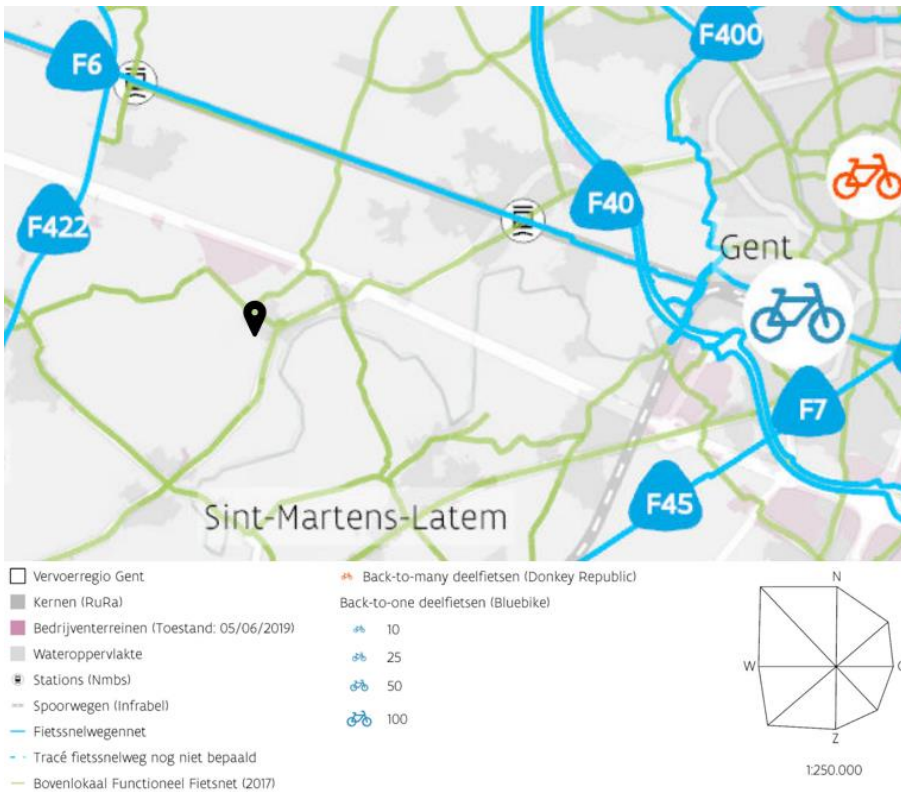 F6
F400
F422
F40
Gent
F7
F45
Sint-Martens-Latem
Vervoerregio Gent
Kernen (RuRa)
Bedrijventerreinen (Toestand: 05/06/2019)
Wateroppervlakte
Stations (Nmbs)
Spoorwegen (Infrabel)
Fietssnelwegennet
Tracé fietssnelweg nog niet bepaald
Bovenlokaal Functioneel Fietsnet (2017)
Back-to-many deelfietsen (Donkey Republic)
Back-to-one deelfietsen (Bluebike)
10
25
50
100
N
W
Z
1:250.000